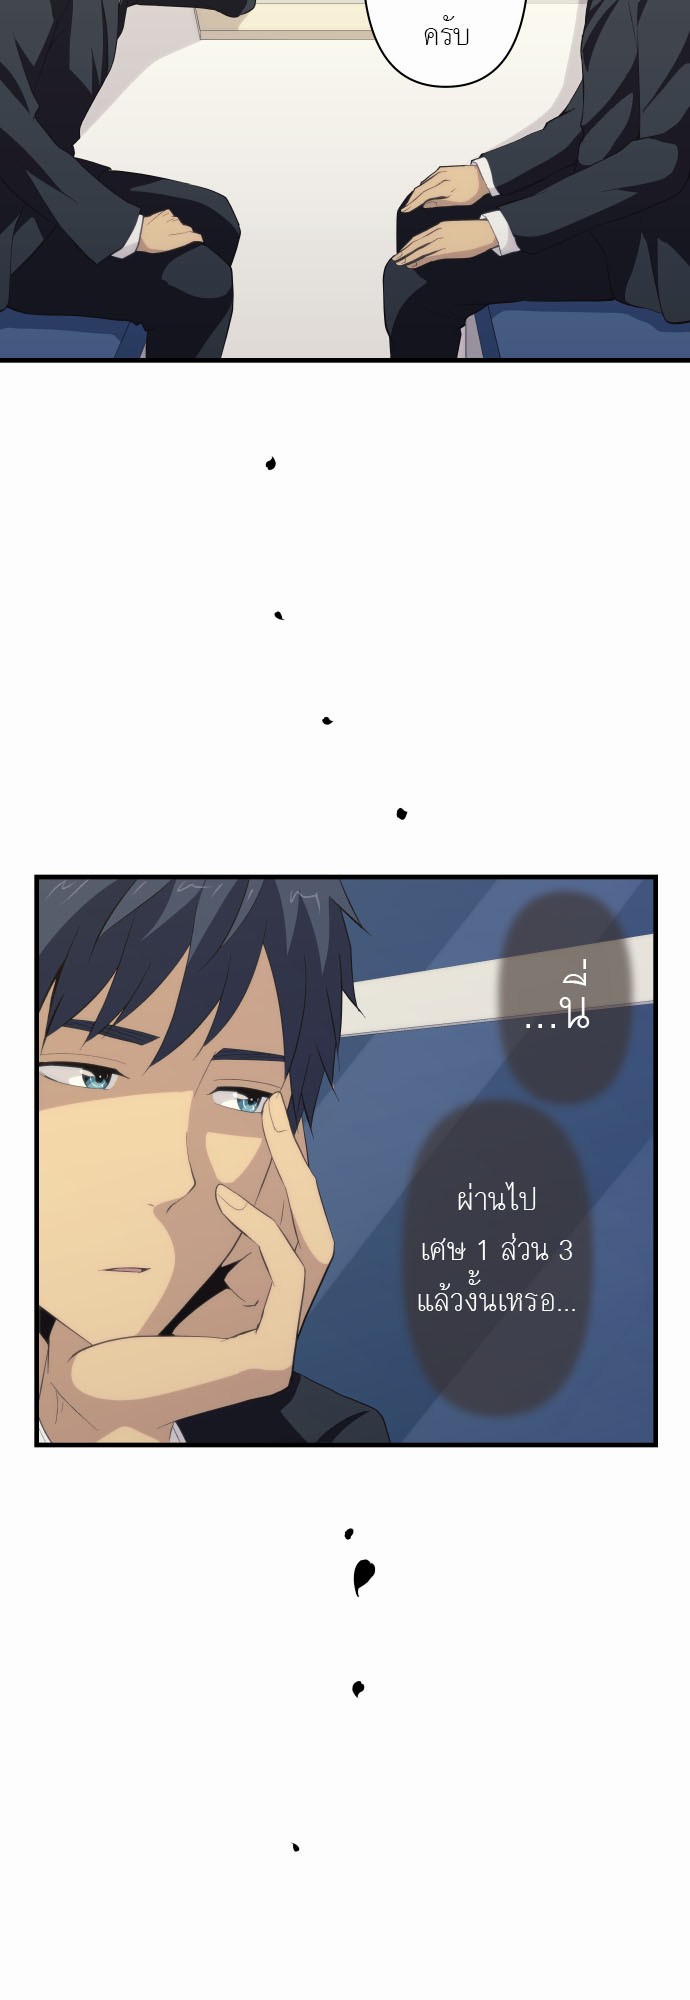 ครับ
...นี่
ผ่านไป
เศษ 1 ส่วน 3
แล้วงั้นเหรอ...